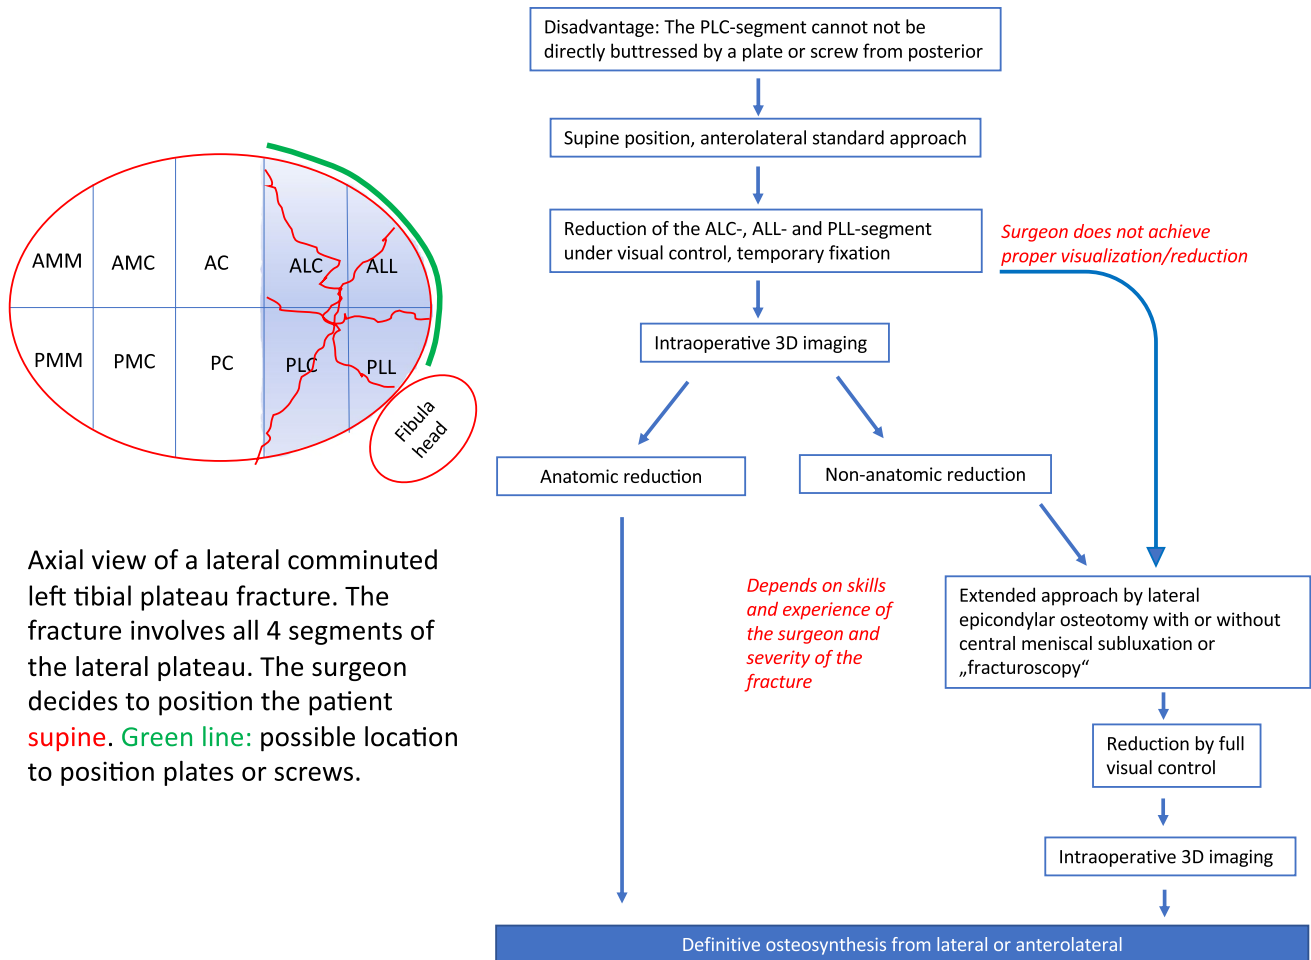 Disadvantage: The PLC-segment cannot not be
directly buttressed by a plate or screw from posterior
Supine position, anterolateral standard approach
Reduction of the ALC-, ALL- and PLL-segment
under visual control, temporary fixation
Surgeon does not achieve
proper visualization/reduction
Intraoperative 3D imaging
Anatomic reduction
Non-anatomic reduction
Depends on skills
and experience of
the surgeon and
severity of the
fracture
Extended approach by lateral
epicondylar osteotomy with or without
central meniscal subluxation or
„fracturoscopy“
Reduction by full
visual control
Intraoperative 3D imaging
Definitive osteosynthesis from lateral or anterolateral
AMM
AMC
AC
ALC
ALL
PMM
PMC
PC
PLC
PLL
Fibula
head
Axial view of a lateral comminuted
left tibial plateau fracture. The
fracture involves all 4 segments of
the lateral plateau. The surgeon
decides to position the patient
supine. Green line: possible location
to position plates or screws.